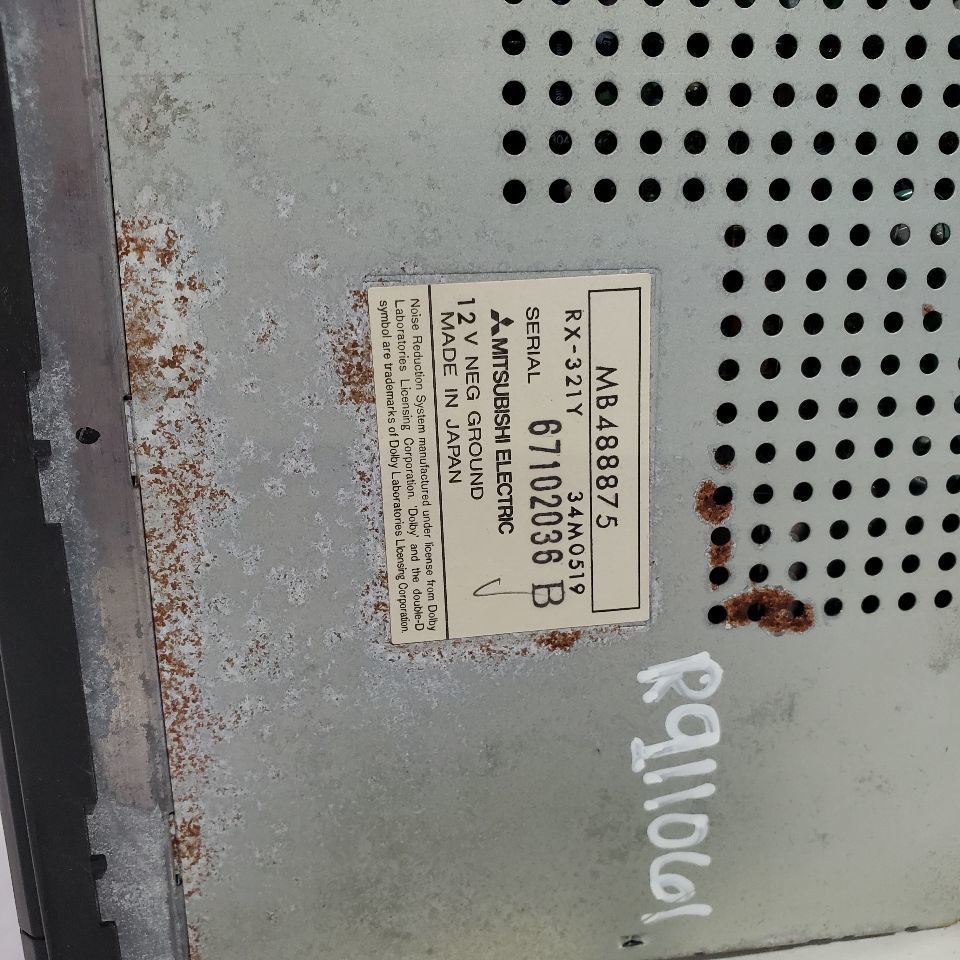 MB488875
RX-321Y 34M0519
SERIAL 67102036 B
MITSUBISHI ELECTRIC
12 V NEG GROUND
MADE IN JAPAN
Noise Reduction System manufactured under license from Dolby
Laboratories Licensing Corporation. 'Dolby' and the double-D
symbol are trademarks of Dolby Laboratories Licensing Corporation.
R9111061